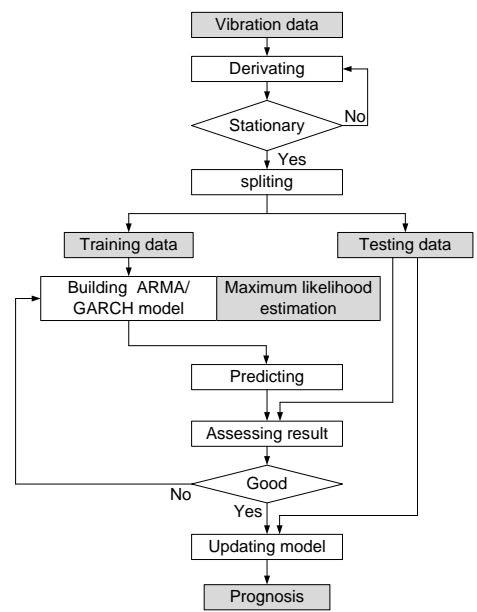 Vibration data
Derivating
Stationary
No
Yes
spliting
Training data
Testing data
Building ARMA/
GARCH model
Maximum likelihood
estimation
Predicting
Assessing result
Good
No
Yes
Updating model
Prognosis